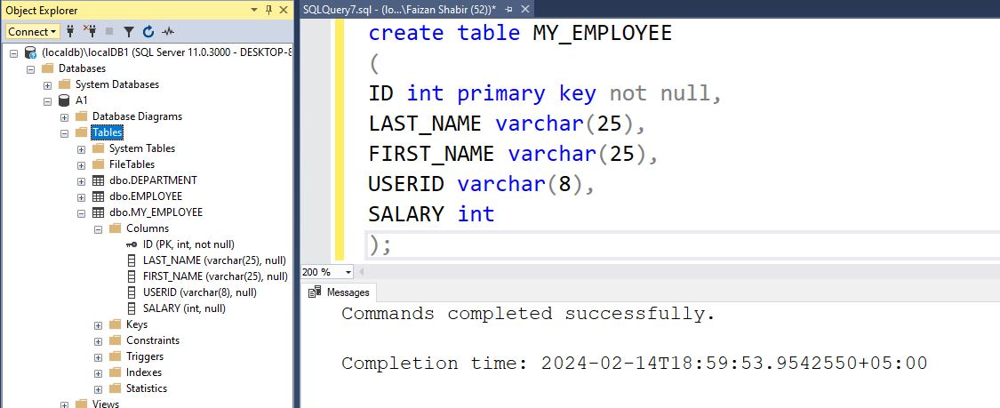 Object Explorer
Connect
(localdb)\localDB1 (SQL Server 11.0.3000 - DESKTOP-8
Databases
System Databases
A1
Database Diagrams
Tables
System Tables
FileTables
dbo.DEPARTMENT
dbo.EMPLOYEE
dbo.MY_EMPLOYEE
Columns
ID (PK, int, not null)
LAST_NAME (varchar(25), null)
FIRST_NAME (varchar(25), null)
USERID (varchar(8), null)
SALARY (int, null)
Keys
Constraints
Triggers
Indexes
Statistics
Views
SQLQuery7.sql - (lo...\Faizan Shabir (52))*
create table MY_EMPLOYEE
(
ID int primary key not null,
LAST_NAME varchar(25),
FIRST_NAME varchar(25),
USERID varchar(8),
SALARY int
);
200 %
Messages
Commands completed successfully.
Completion time: 2024-02-14T18:59:53.9542550+05:00